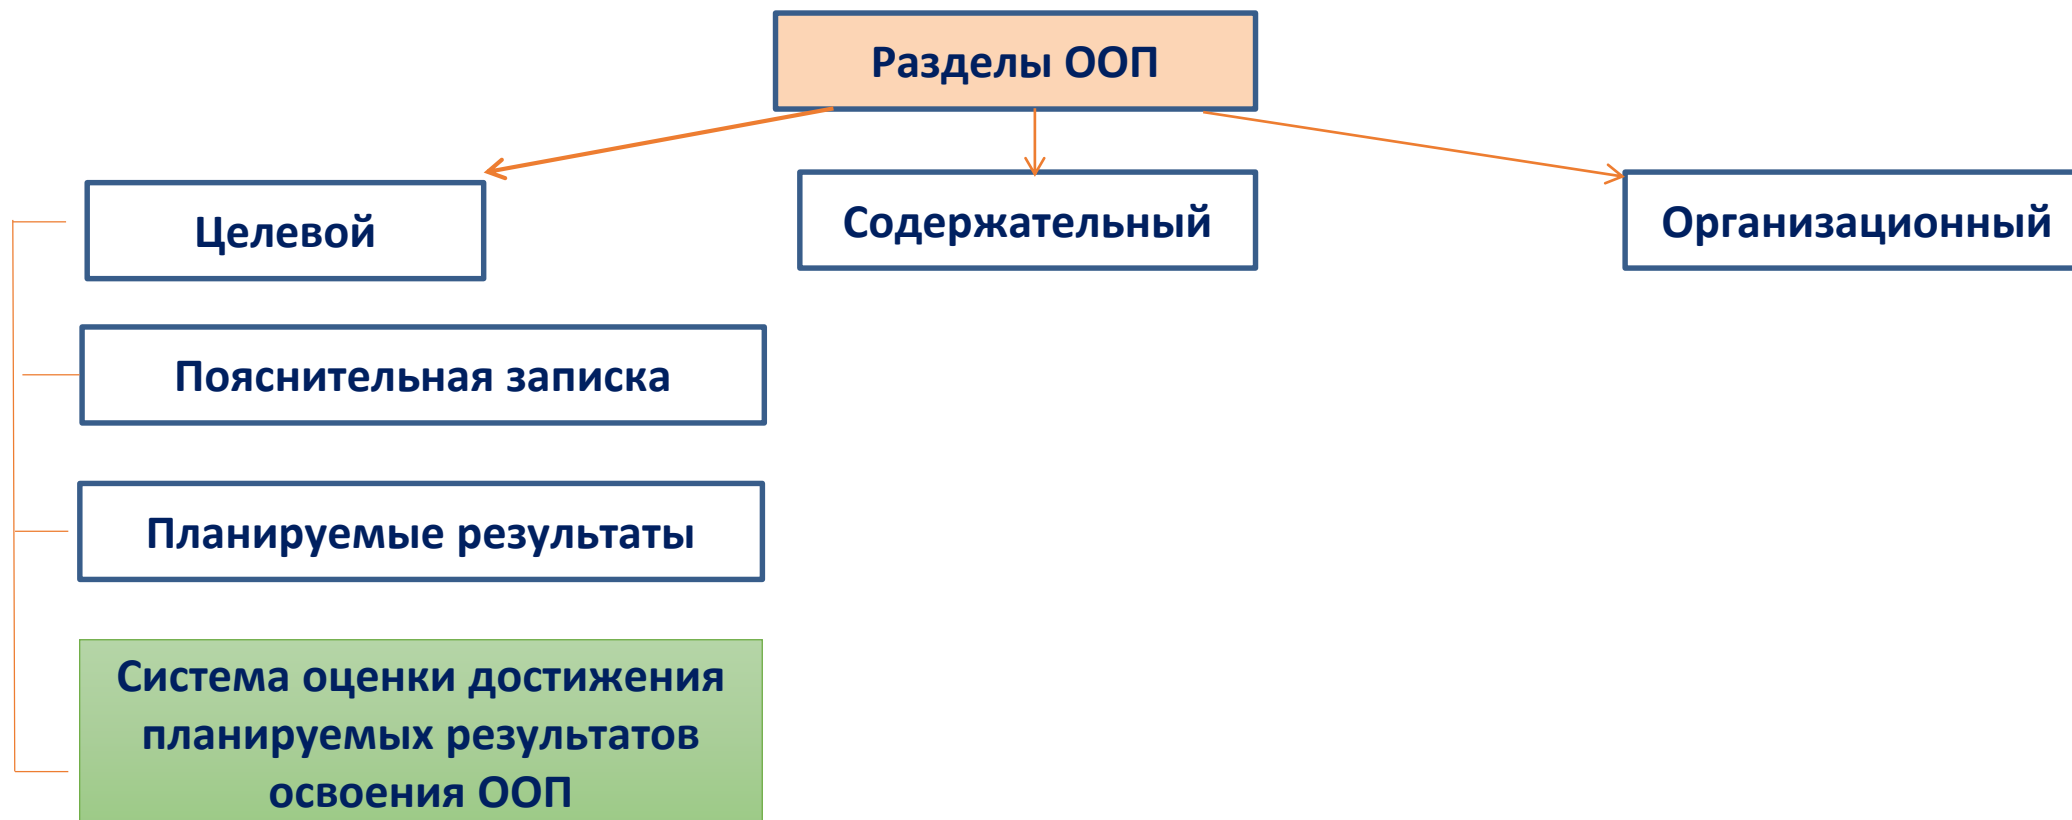 Разделы ООП
Целевой
Содержательный
Организационный
Пояснительная записка
Планируемые результаты
Система оценки достижения
планируемых результатов
освоения ООП